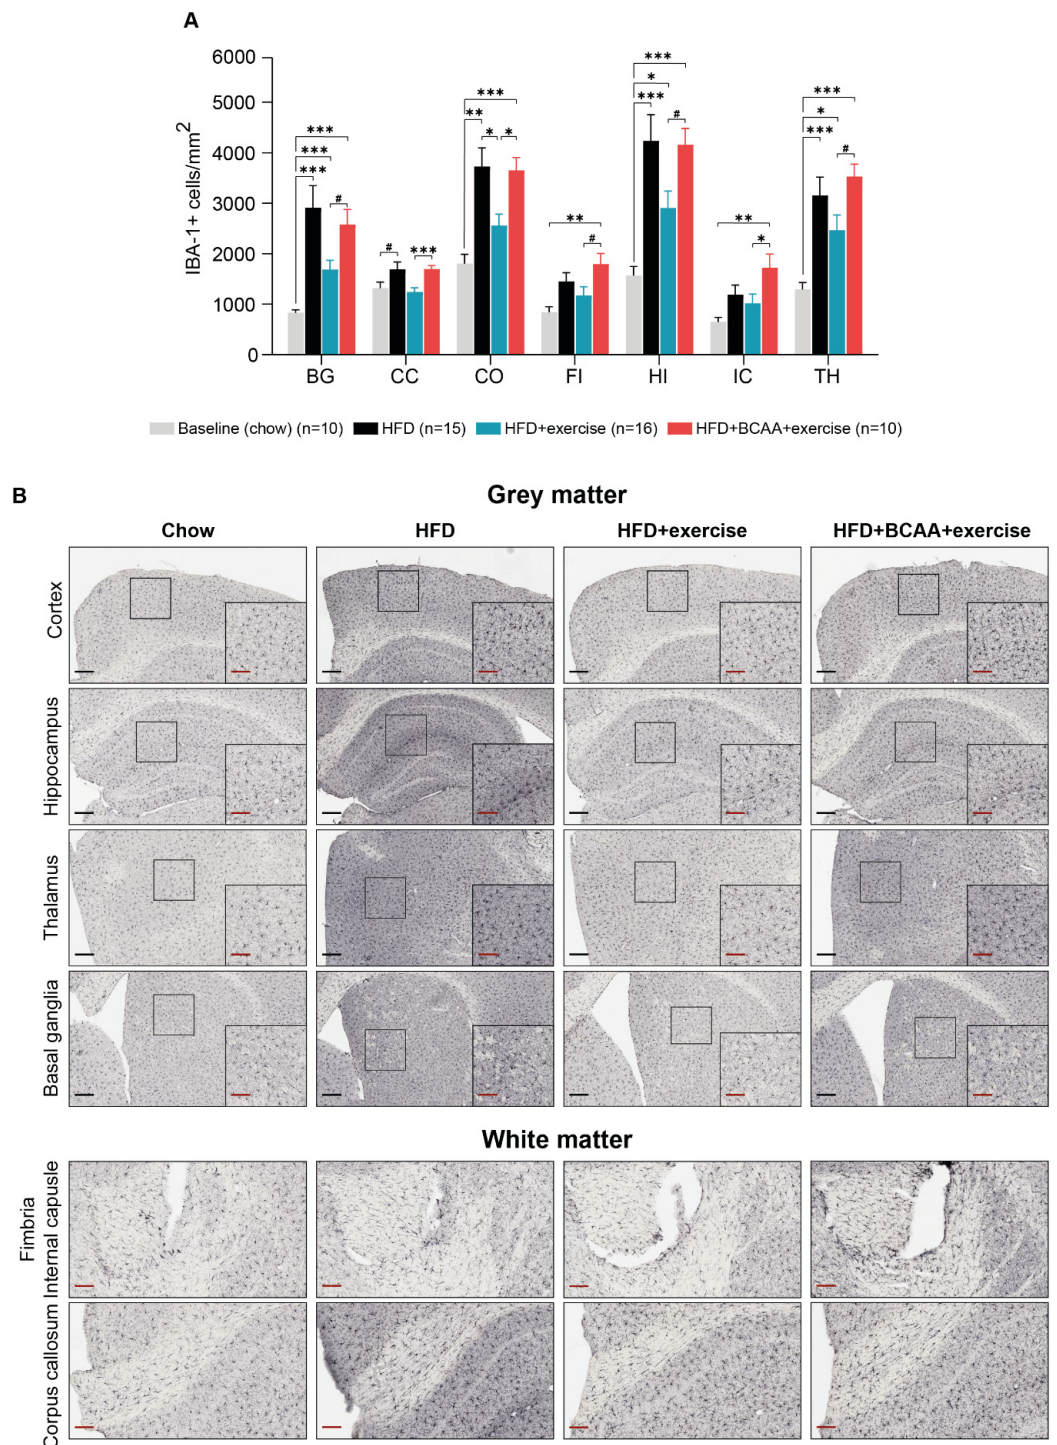 A
IBA-1+ cells/mm2
6000
5000
4000
3000
2000
1000
0
*** *** *** #
# ***
*** ** * *
** #
*** * *** #
** *
*** * *** #
BG CC CO FI HI IC TH
Baseline (chow) (n=10) HFD (n=15) HFD+exercise (n=16) HFD+BCAA+exercise (n=10)
B
Grey matter
Chow HFD HFD+exercise HFD+BCAA+exercise
Cortex
Hippocampus
Thalamus
Basal ganglia
White matter
Fimbria
Internal capusle
Corpus callosum